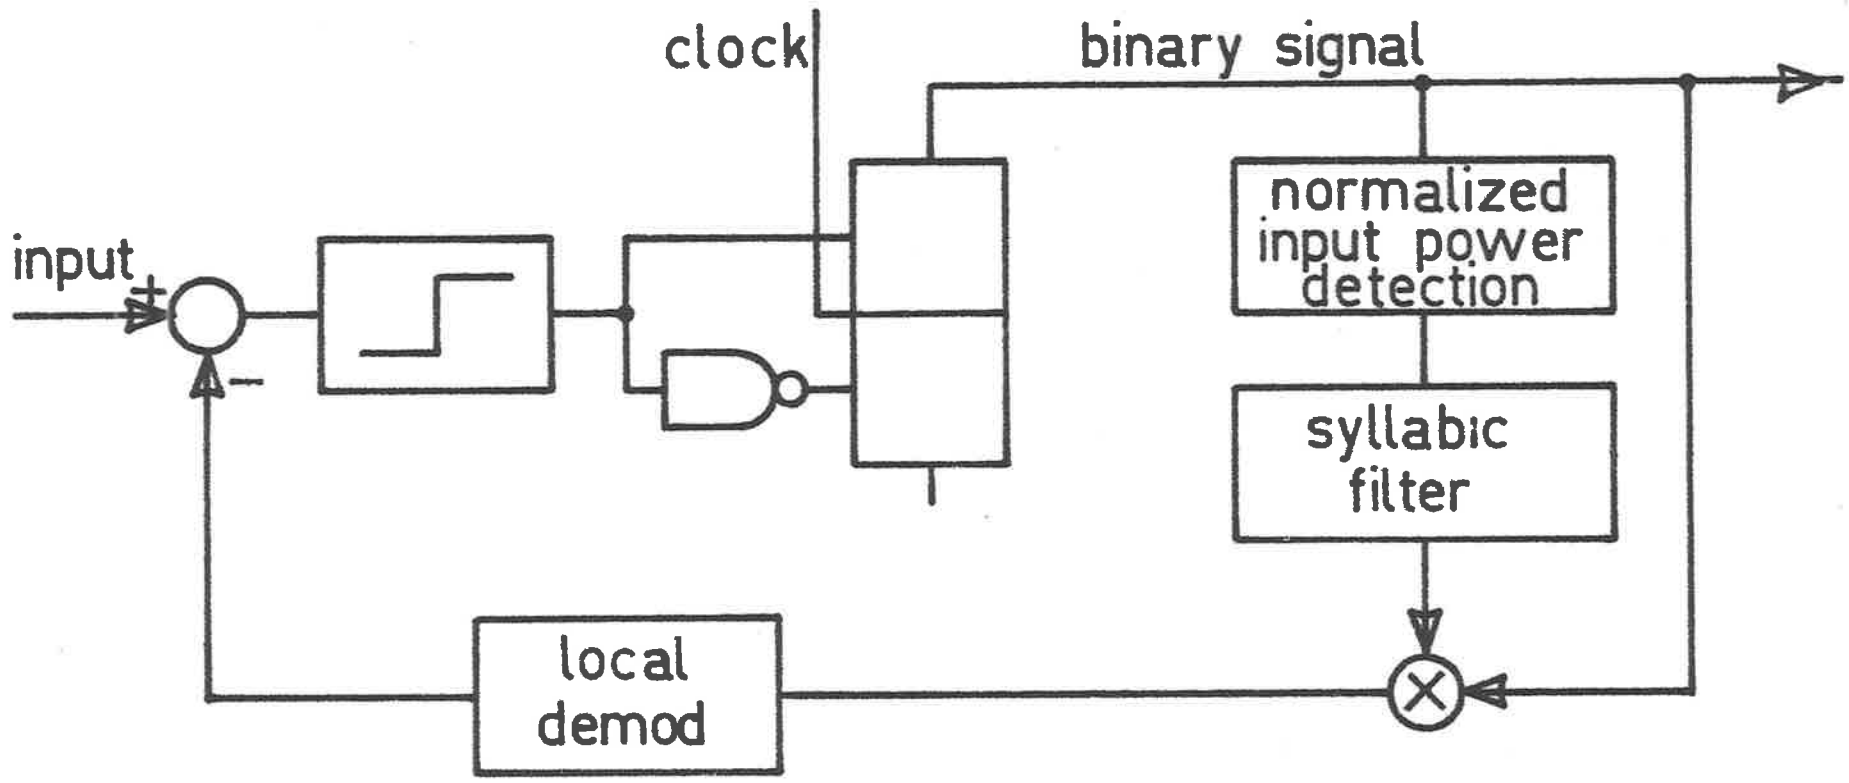 clock
binary signal
input
+
−
normalized
input power
detection
syllabic
filter
local
demod